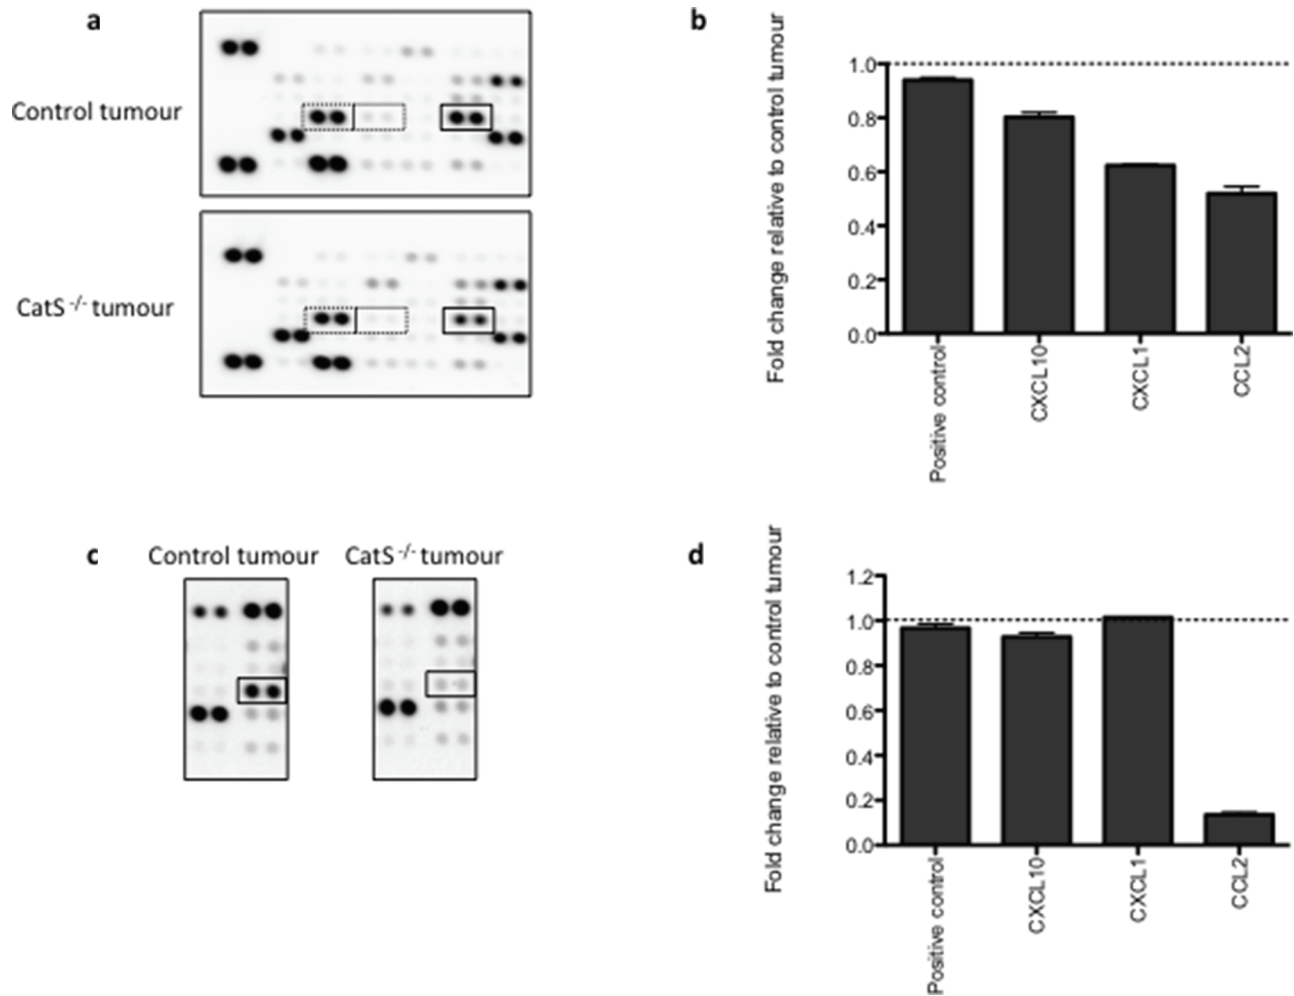 a
Control tumour
CatS -/- tumour
b
Fold change relative to control tumour
1.0
0.8
0.6
0.4
0.2
0.0
Positive control
CXCL10
CXCL1
CCL2
c
Control tumour
CatS -/- tumour
d
Fold change relative to control tumour
1.2
1.0
0.8
0.6
0.4
0.2
0.0
Positive control
CXCL10
CXCL1
CCL2